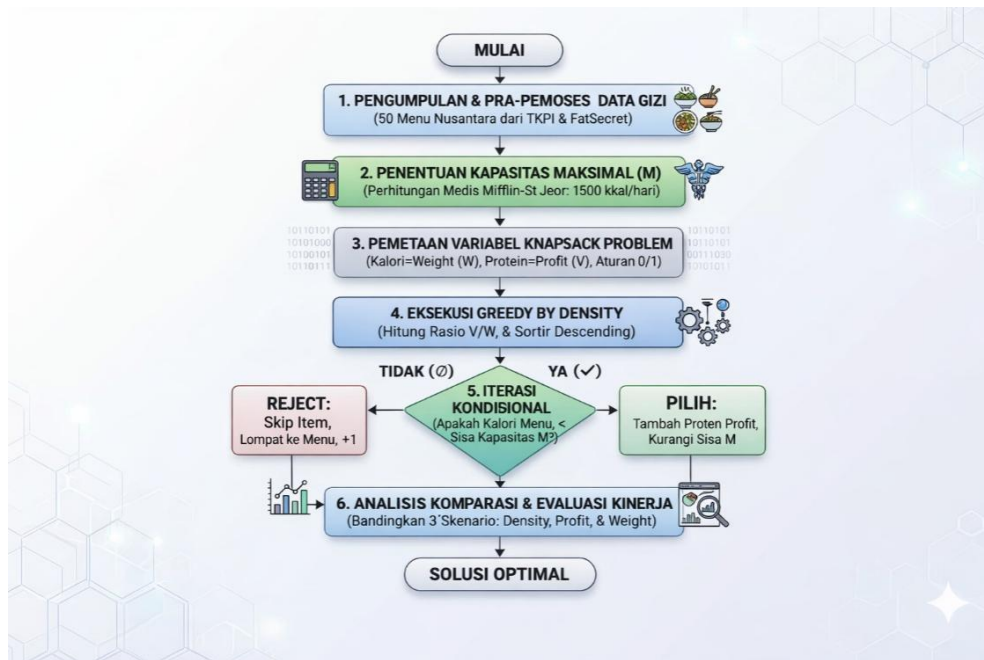 MULAI
1. PENGUMPULAN & PRA-PEMOSES DATA GIZI
(50 Menu Nusantara dari TKPI & FatSecret)
2. PENENTUAN KAPASITAS MAKSIMAL (M)
(Perhitungan Medis Mifflin-St Jeor: 1500 kkal/hari)
10110101
10101000
10100101
10110111
3. PEMETAAN VARIABEL KNAPSACK PROBLEM
(Kalori=Weight (W), Protein=Profit (V), Aturan 0/1)
4. EKSEKUSI GREEDY BY DENSITY
(Hitung Rasio V/W, & Sortir Descending)
TIDAK (∅)
YA (✓)
5. ITERASI
KONDISIONAL
(Apakah Kalori Menu, <
Sisa Kapasitas M?)
REJECT:
Skip Item,
Lompat ke Menu, +1
PILIH:
Tambah Proten Profit,
Kurangi Sisa M
6. ANALISIS KOMPARASI & EVALUASI KINERJA
(Bandingkan 3 Skenario: Density, Profit, & Weight)
SOLUSI OPTIMAL